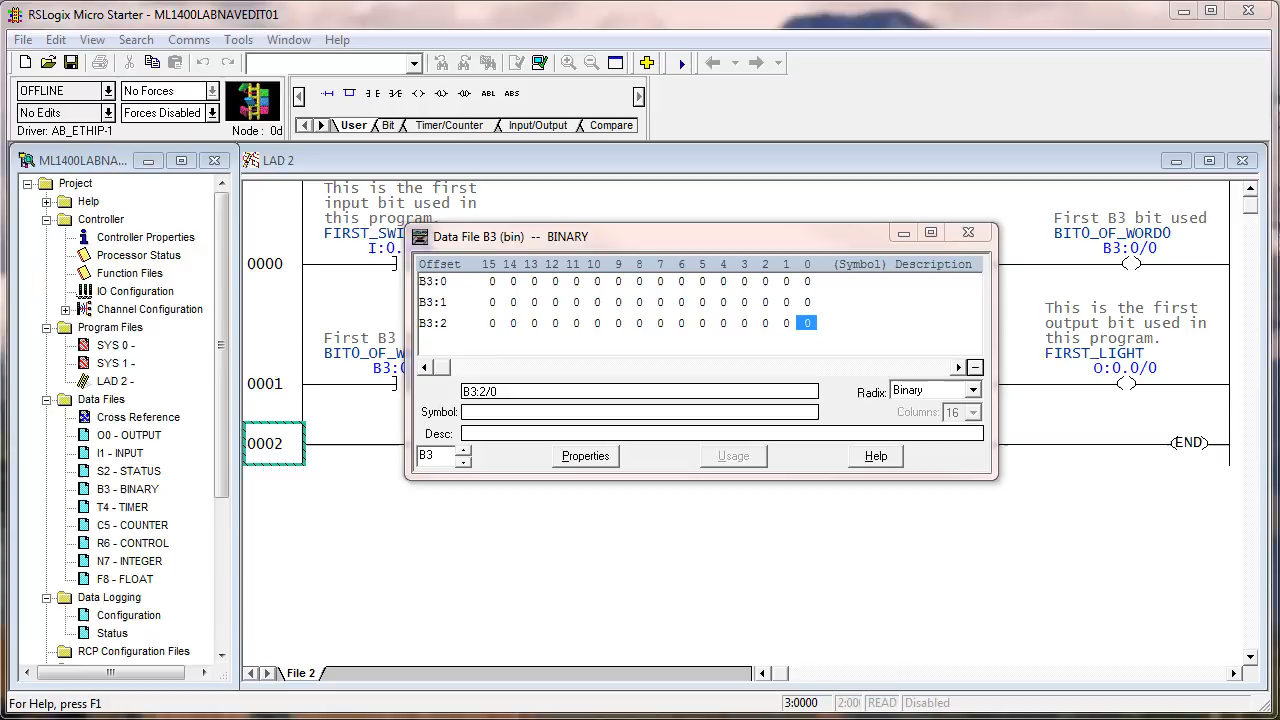 RSLogix Micro Starter - ML1400LABNAVEDIT01
File Edit View Search Comms Tools Window Help
OFFLINE No Forces
No Edits Forces Disabled
Driver: AB_ETHIP-1 Node : 0d
ABL ABS
User Bit Timer/Counter Input/Output Compare
ML1400LABNA...
Project
Help
Controller
Controller Properties
Processor Status
Function Files
IO Configuration
Channel Configuration
Program Files
SYS 0 -
SYS 1 -
LAD 2 -
Data Files
Cross Reference
O0 - OUTPUT
I1 - INPUT
S2 - STATUS
B3 - BINARY
T4 - TIMER
C5 - COUNTER
R6 - CONTROL
N7 - INTEGER
F8 - FLOAT
Data Logging
Configuration
Status
RCP Configuration Files
LAD 2
This is the first
input bit used in
this program.
FIRST_SWI
I:0.
0000
First B3 bit used
BIT0_OF_WORD0
B3:0/0
First B3
BIT0_OF_W
B3:0
0001
This is the first
output bit used in
this program.
FIRST_LIGHT
O:0.0/0
0002
END
Data File B3 (bin) -- BINARY
Offset 15 14 13 12 11 10 9 8 7 6 5 4 3 2 1 0 (Symbol) Description
B3:0 0 0 0 0 0 0 0 0 0 0 0 0 0 0 0 0
B3:1 0 0 0 0 0 0 0 0 0 0 0 0 0 0 0 0
B3:2 0 0 0 0 0 0 0 0 0 0 0 0 0 0 0
B3:2/0 Radix: Binary
Symbol: Columns: 16
Desc:
B3 Properties Usage Help
File 2
For Help, press F1 3:0000 2:00 READ Disabled